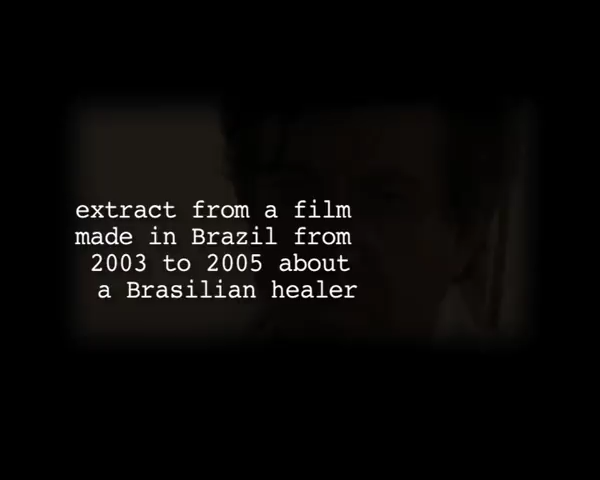 extract from a film
made in Brazil from
2003 to 2005 about
a Brasilian healer